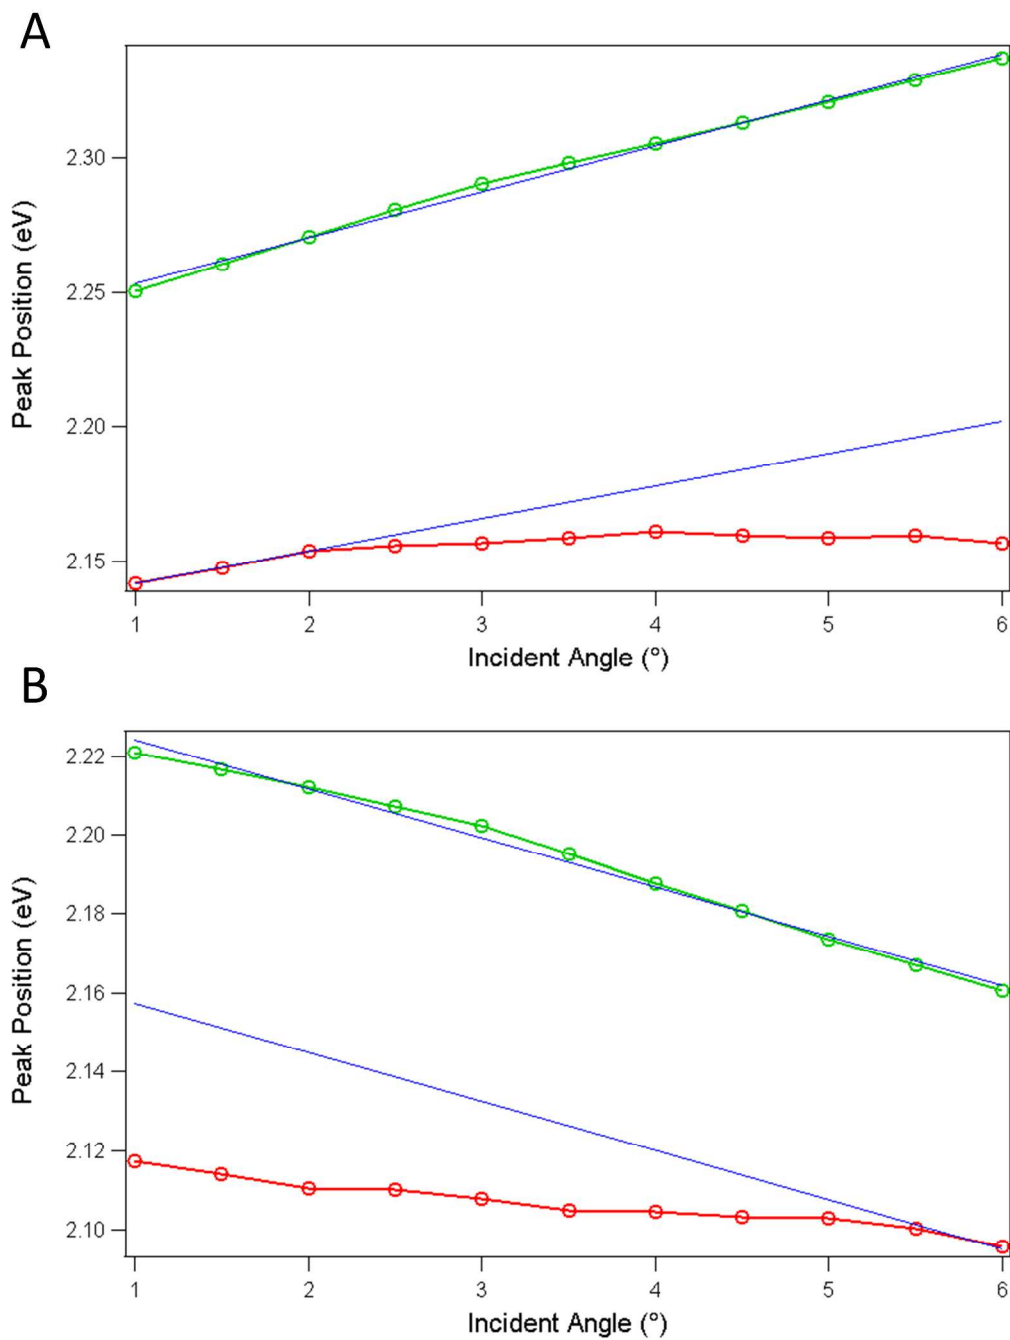 A
Peak Position (eV)
2.30
2.25
2.20
2.15
1 2 3 4 5 6
Incident Angle (°)
B
Peak Position (eV)
2.22
2.20
2.18
2.16
2.14
2.12
2.10
1 2 3 4 5 6
Incident Angle (°)